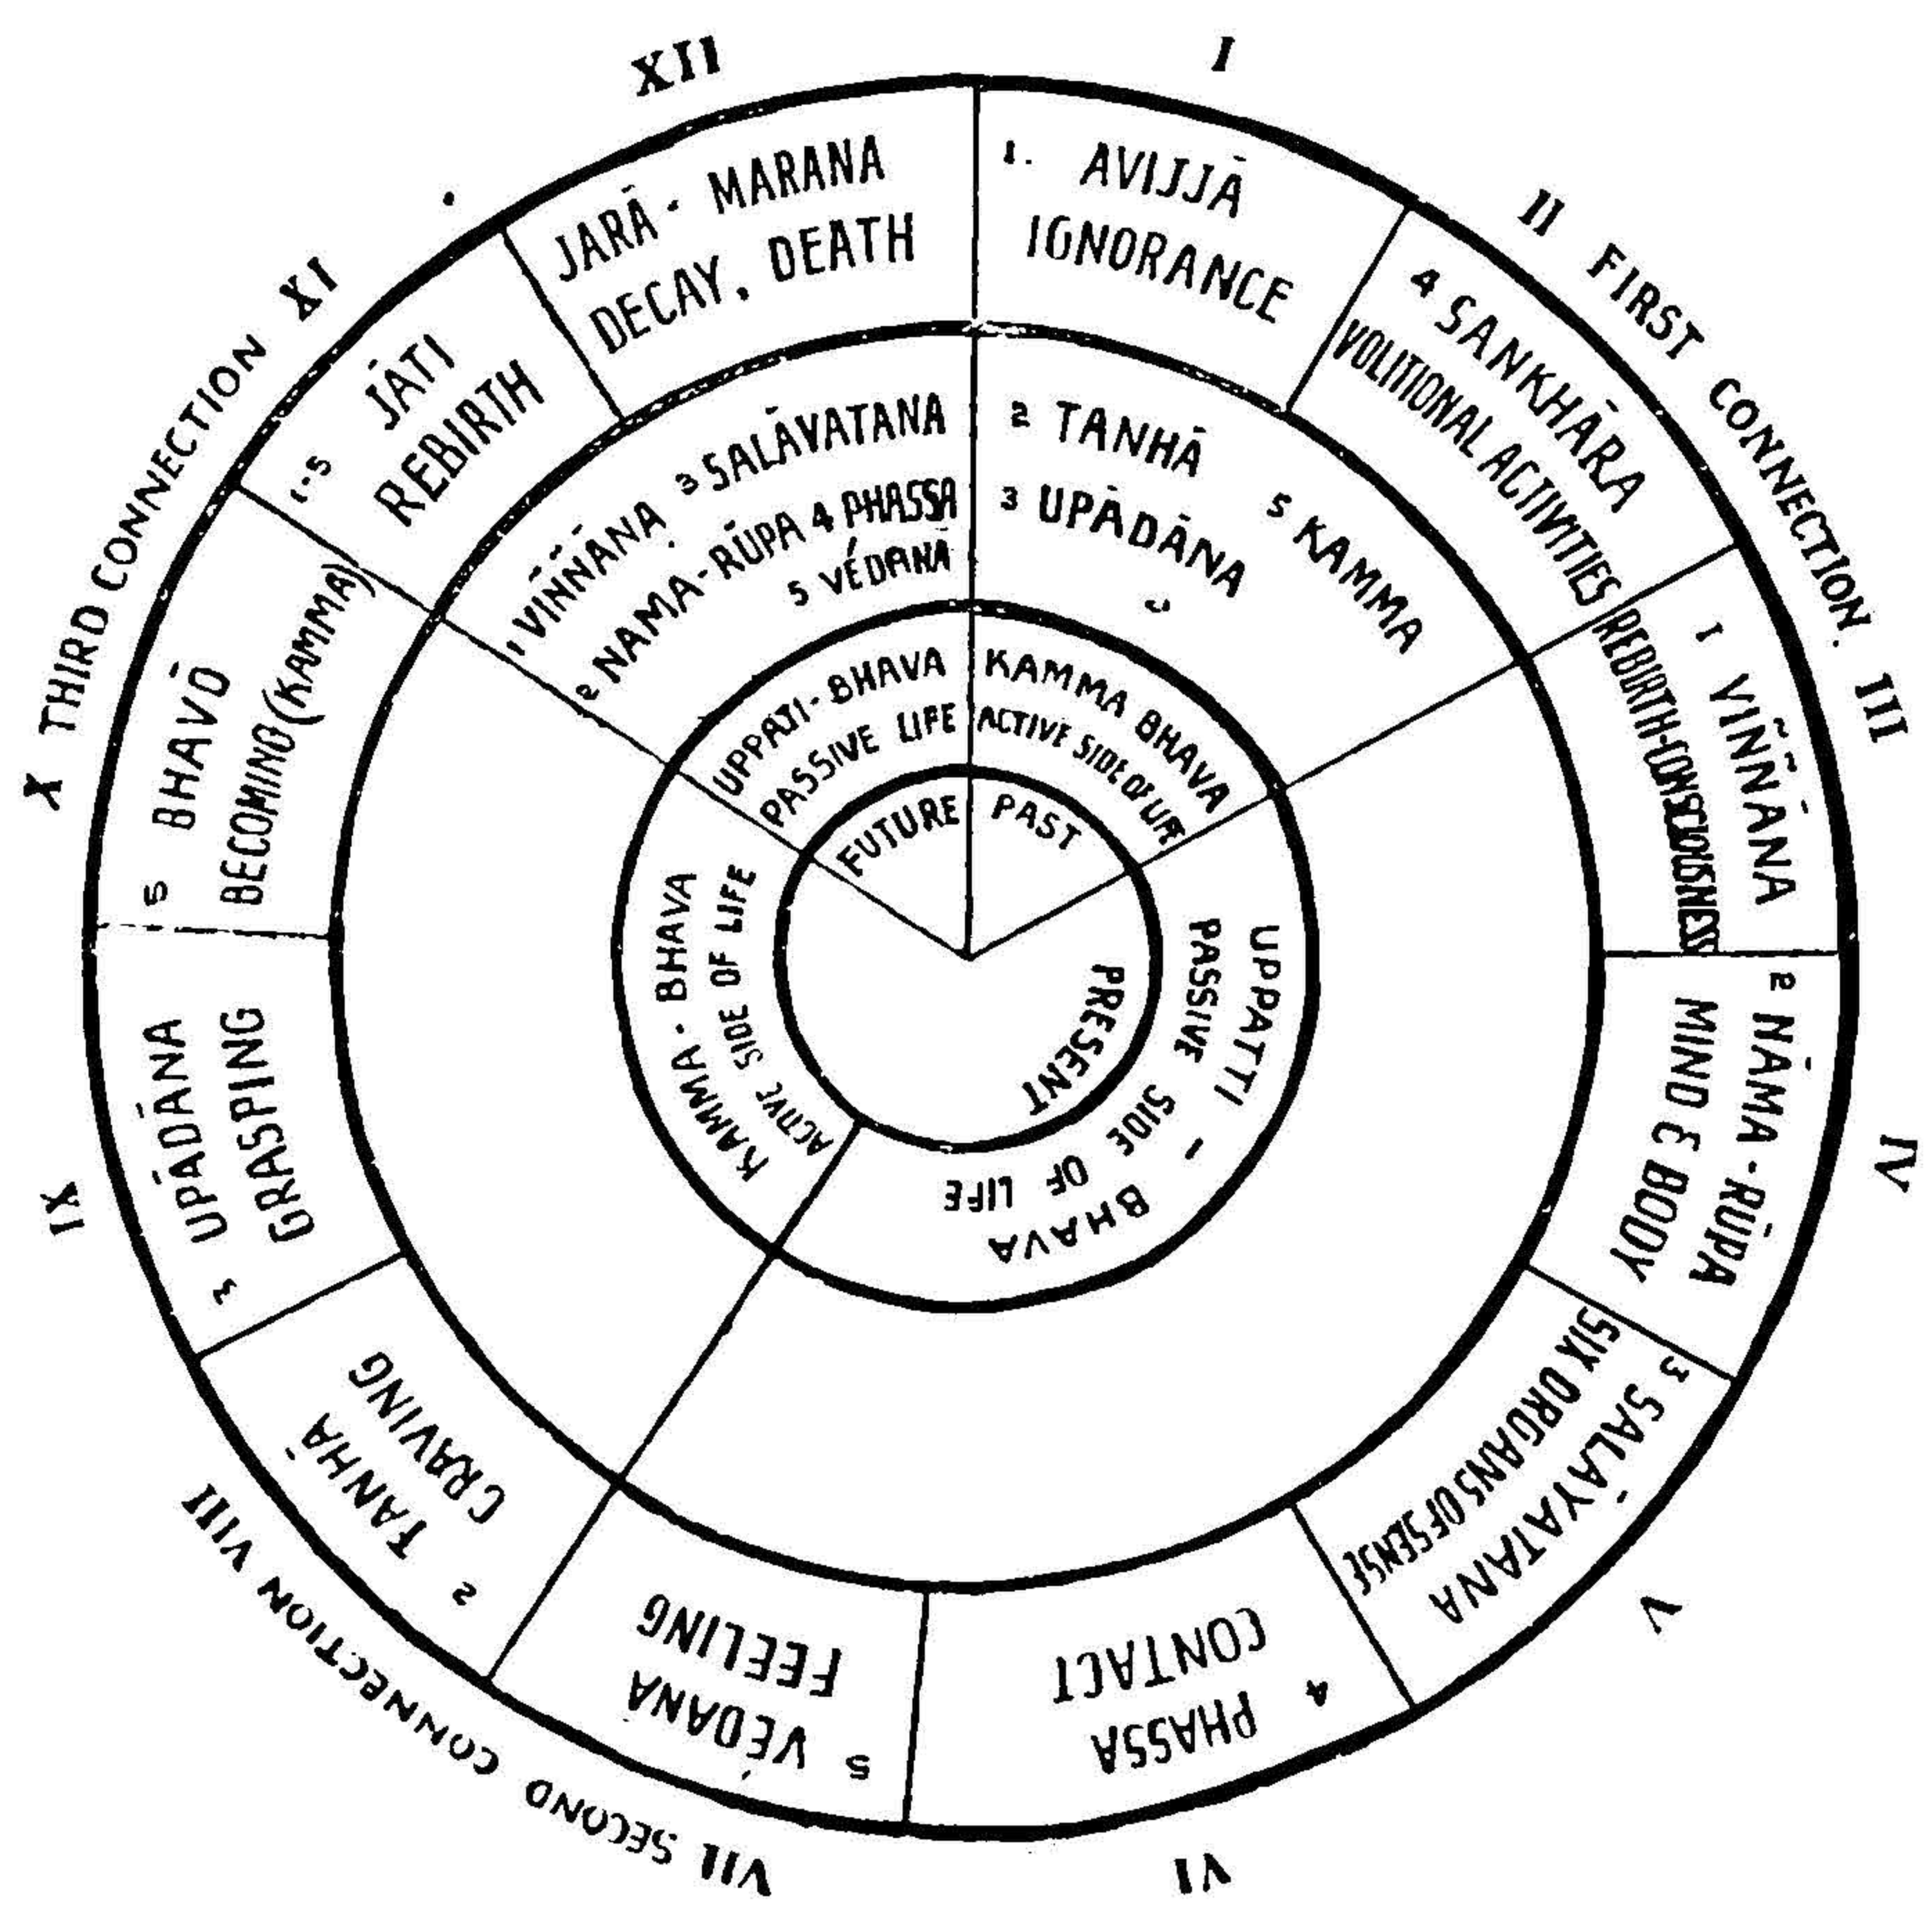 I
II FIRST CONNECTION. III
IV
V
VI
VII SECOND CONNECTION VIII
IX
X THIRD CONNECTION XI
XII
1. AVIJJĀ
IGNORANCE
4 SANKHĀRA
VOLITIONAL ACTIVITIES
1 VIÑÑĀNA
REBIRTH-CONSCIOUSNESS
2 NĀMA-RŪPA
MIND & BODY
3 SALĀYATANA
SIX ORGANS OF SENSE
4 PHASSA
CONTACT
5 VÉDANĀ
FEELING
2 TANHĀ
CRAVING
3 UPĀDĀNA
GRASPING
5 BHAVŌ
BECOMING (KAMMA)
1-5 JĀTI
REBIRTH
JARĀ - MARANA
DECAY, DEATH
2 TANHĀ
3 UPĀDĀNA
5 KAMMA
1 VIÑÑĀNA 3 SALĀVATANA
2 NAMA-RŪPA 4 PHASSA
5 VÉDANĀ
KAMMA BHAVA
ACTIVE SIDE OF
UPPATTI - BHAVA
PASSIVE SIDE OF LIFE
KAMMA - BHAVA
ACTIVE SIDE OF LIFE
UPPATI - BHAVA
PASSIVE LIFE
PAST
PRESENT
FUTURE